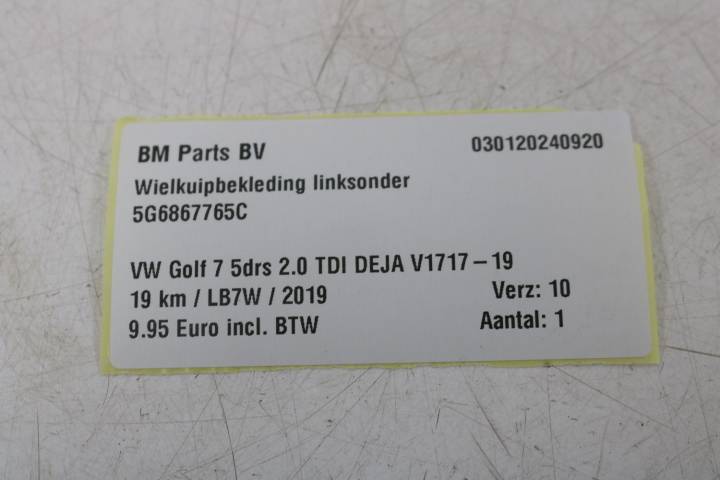 BM Parts BV 030120240920
Wielkuipbekleding linksonder
5G6867765C
VW Golf 7 5drs 2.0 TDI DEJA V1717-19
19 km / LB7W / 2019 Verz: 10
9.95 Euro incl. BTW Aantal: 1